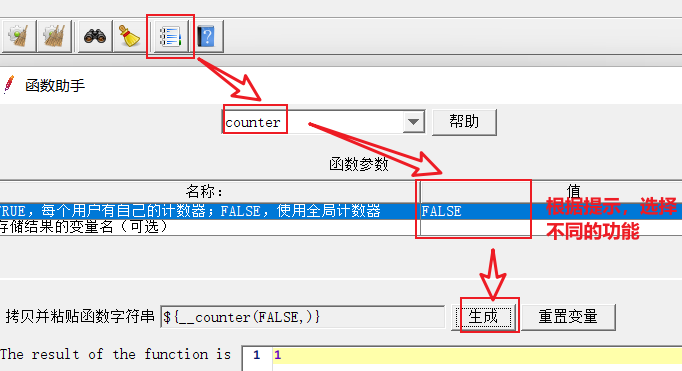 函数助手
counter
帮助
函数参数
名称:
值
TRUE，每个用户有自己的计数器；FALSE，使用全局计数器
FALSE
存储结果的变量名（可选）
根据提示，选择
不同的功能
拷贝并粘贴函数字符串
${__counter(FALSE,)}
生成
重置变量
The result of the function is
1
1